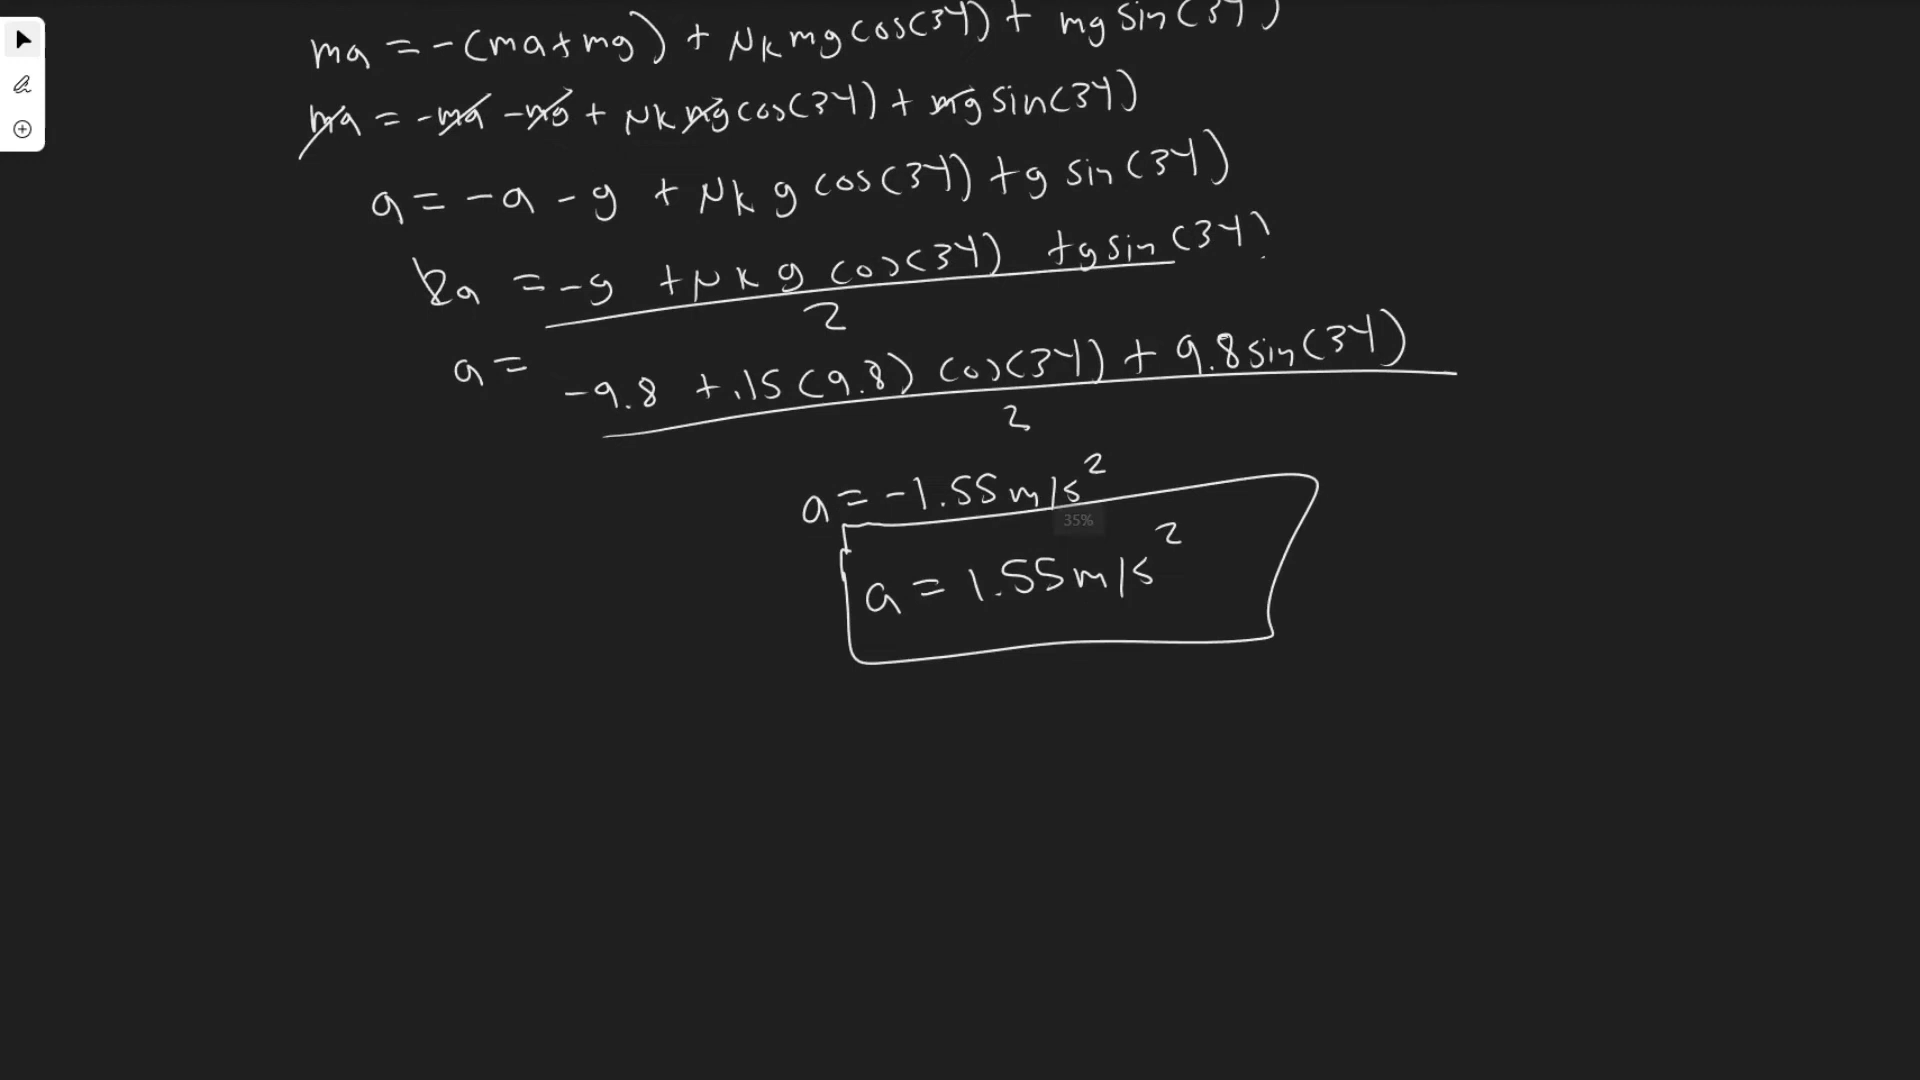 ma = -(ma+mg) + μk mg cos(34) + mg sin(34)
ma = -ma - mg + μk mg cos(34) + mg sin(34)
a = -a - g + μk g cos(34) + g sin(34)
2a = -g + μk g cos(34) + g sin(34)
2
a = -9.8 + .15(9.8) cos(34) + 9.8 sin(34)
2
a = -1.55 m/s²
35%
a = 1.55 m/s²